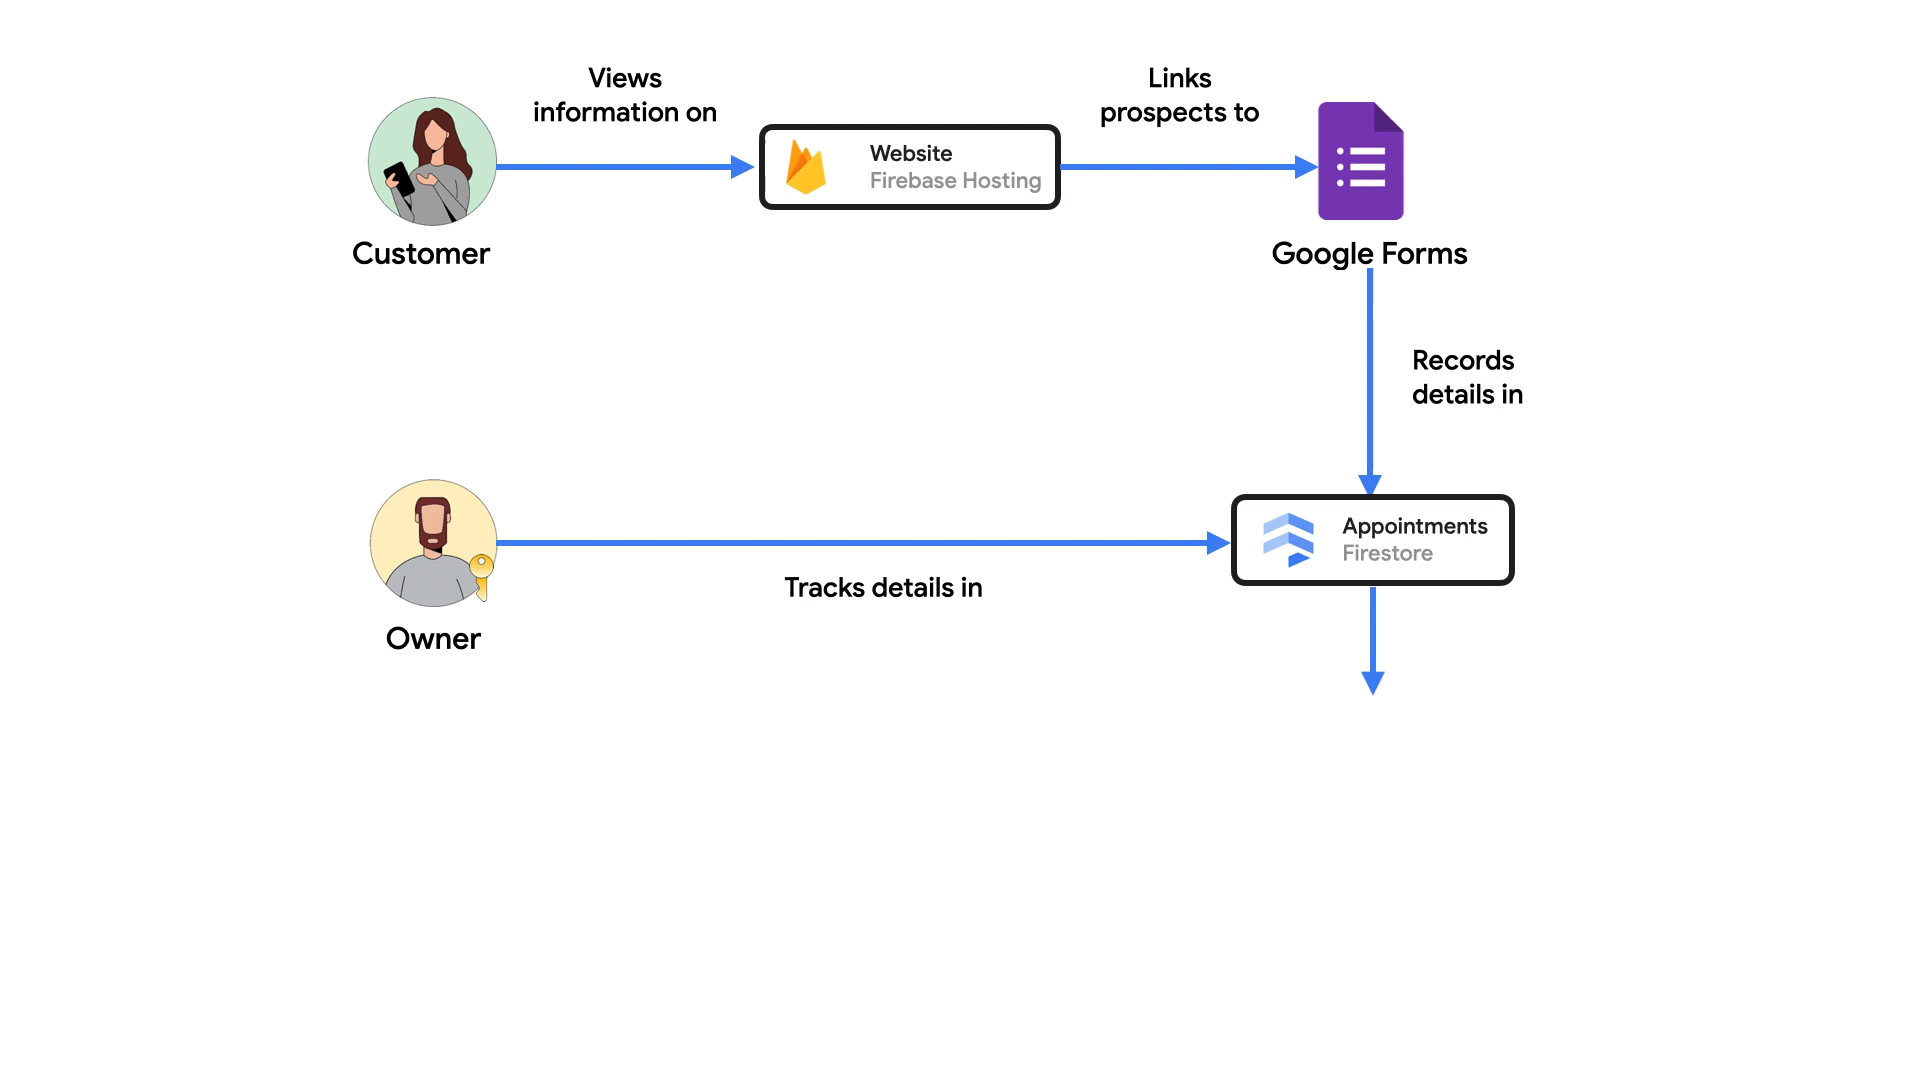 Views
information on
Links
prospects to
Website
Firebase Hosting
Customer
Google Forms
Records
details in
Appointments
Firestore
Tracks details in
Owner